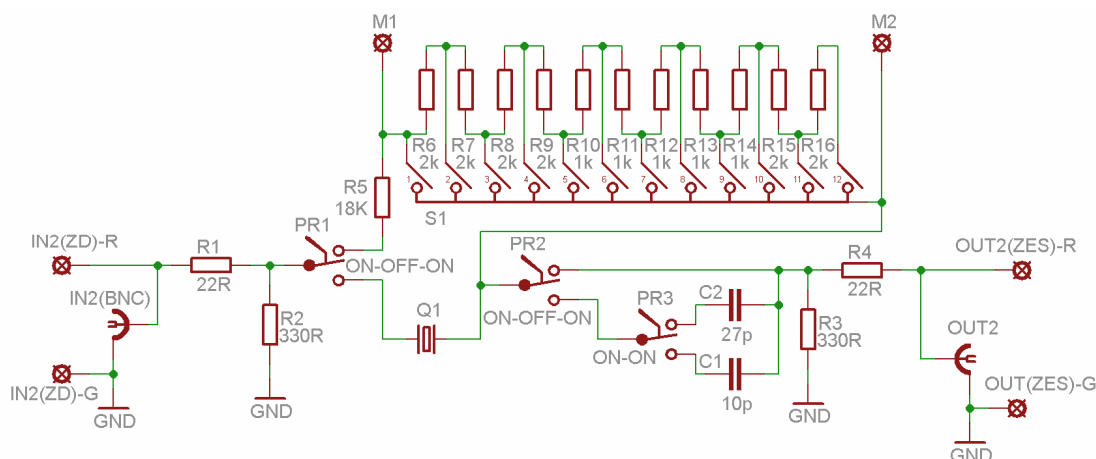 M1
M2
R6 R7 R8 R9 R10 R11 R12 R13 R14 R15 R16
2k 2k 2k 2k 1k 1k 1k 1k 1k 2k 2k
1 2 3 4 5 6 7 8 9 10 11 12
S1
R5
18K
PR1
ON-OFF-ON
IN2(ZD)-R
R1
22R
IN2(BNC)
R2
330R
IN2(ZD)-G
GND
GND
Q1
PR2
ON-OFF-ON
PR3
ON-ON
C2
27p
C1
10p
R3
330R
GND
R4
22R
OUT2(ZES)-R
OUT2
OUT(ZES)-G
GND